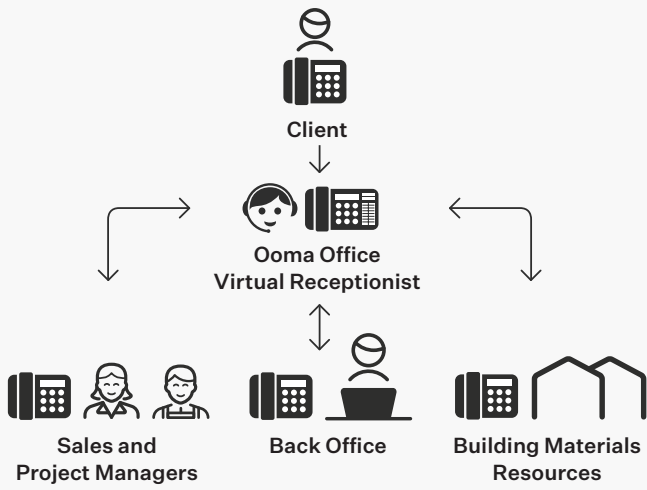 Client
Ooma Office
Virtual Receptionist
Sales and
Project Managers
Back Office
Building Materials
Resources